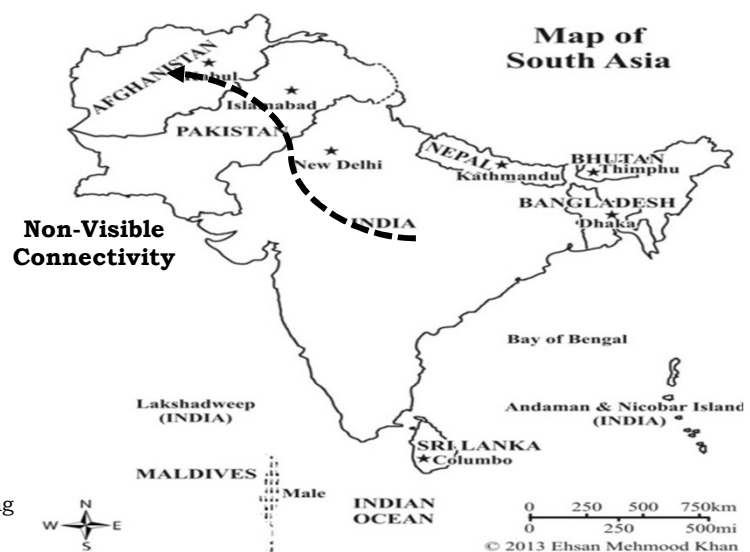 Map of
South Asia
AFGHANISTAN
Kabul
Islamabad
PAKISTAN
New Delhi
NEPAL
Kathmandu
BHUTAN
Thimphu
BANGLADESH
Dhaka
INDIA
Non-Visible
Connectivity
Bay of Bengal
Lakshadweep
(INDIA)
Andaman & Nicobar Island
(INDIA)
SRI LANKA
Columbo
MALDIVES
Male
INDIAN
OCEAN
N
W E
S
0 250 500 750km
0 250 500mi
© 2013 Ehsan Mehmood Khan